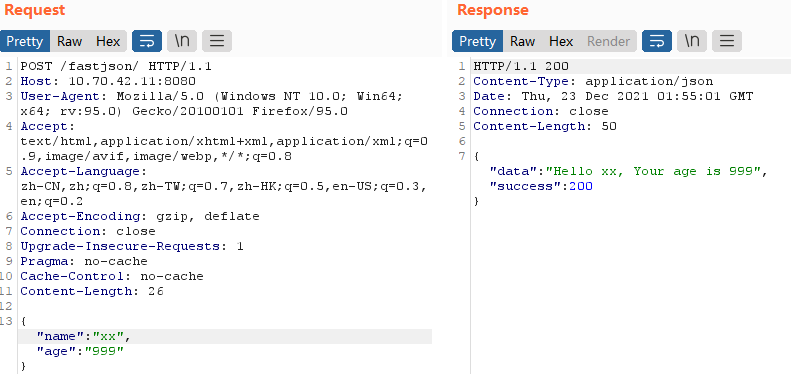 Request
Pretty Raw Hex \n
1 POST /fastjson/ HTTP/1.1
2 Host: 10.70.42.11:8080
3 User-Agent: Mozilla/5.0 (Windows NT 10.0; Win64;
x64; rv:95.0) Gecko/20100101 Firefox/95.0
4 Accept:
text/html,application/xhtml+xml,application/xml;q=0
.9,image/avif,image/webp,*/*;q=0.8
5 Accept-Language:
zh-CN,zh;q=0.8,zh-TW;q=0.7,zh-HK;q=0.5,en-US;q=0.3,
en;q=0.2
6 Accept-Encoding: gzip, deflate
7 Connection: close
8 Upgrade-Insecure-Requests: 1
9 Pragma: no-cache
10 Cache-Control: no-cache
11 Content-Length: 26
12
13 {
"name":"xx",
"age":"999"
}
Response
Pretty Raw Hex Render \n
1 HTTP/1.1 200
2 Content-Type: application/json
3 Date: Thu, 23 Dec 2021 01:55:01 GMT
4 Connection: close
5 Content-Length: 50
6
7 {
"data":"Hello xx, Your age is 999",
"success":200
}